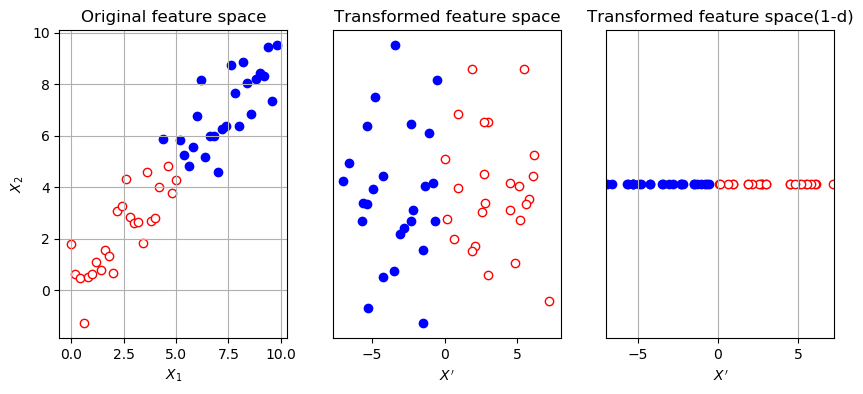 Original feature space
Transformed feature space
Transformed feature space(1-d)
10
8
6
4
2
0
X₂
0.0 2.5 5.0 7.5 10.0
X₁
−5 0 5
X′
−5 0 5
X′